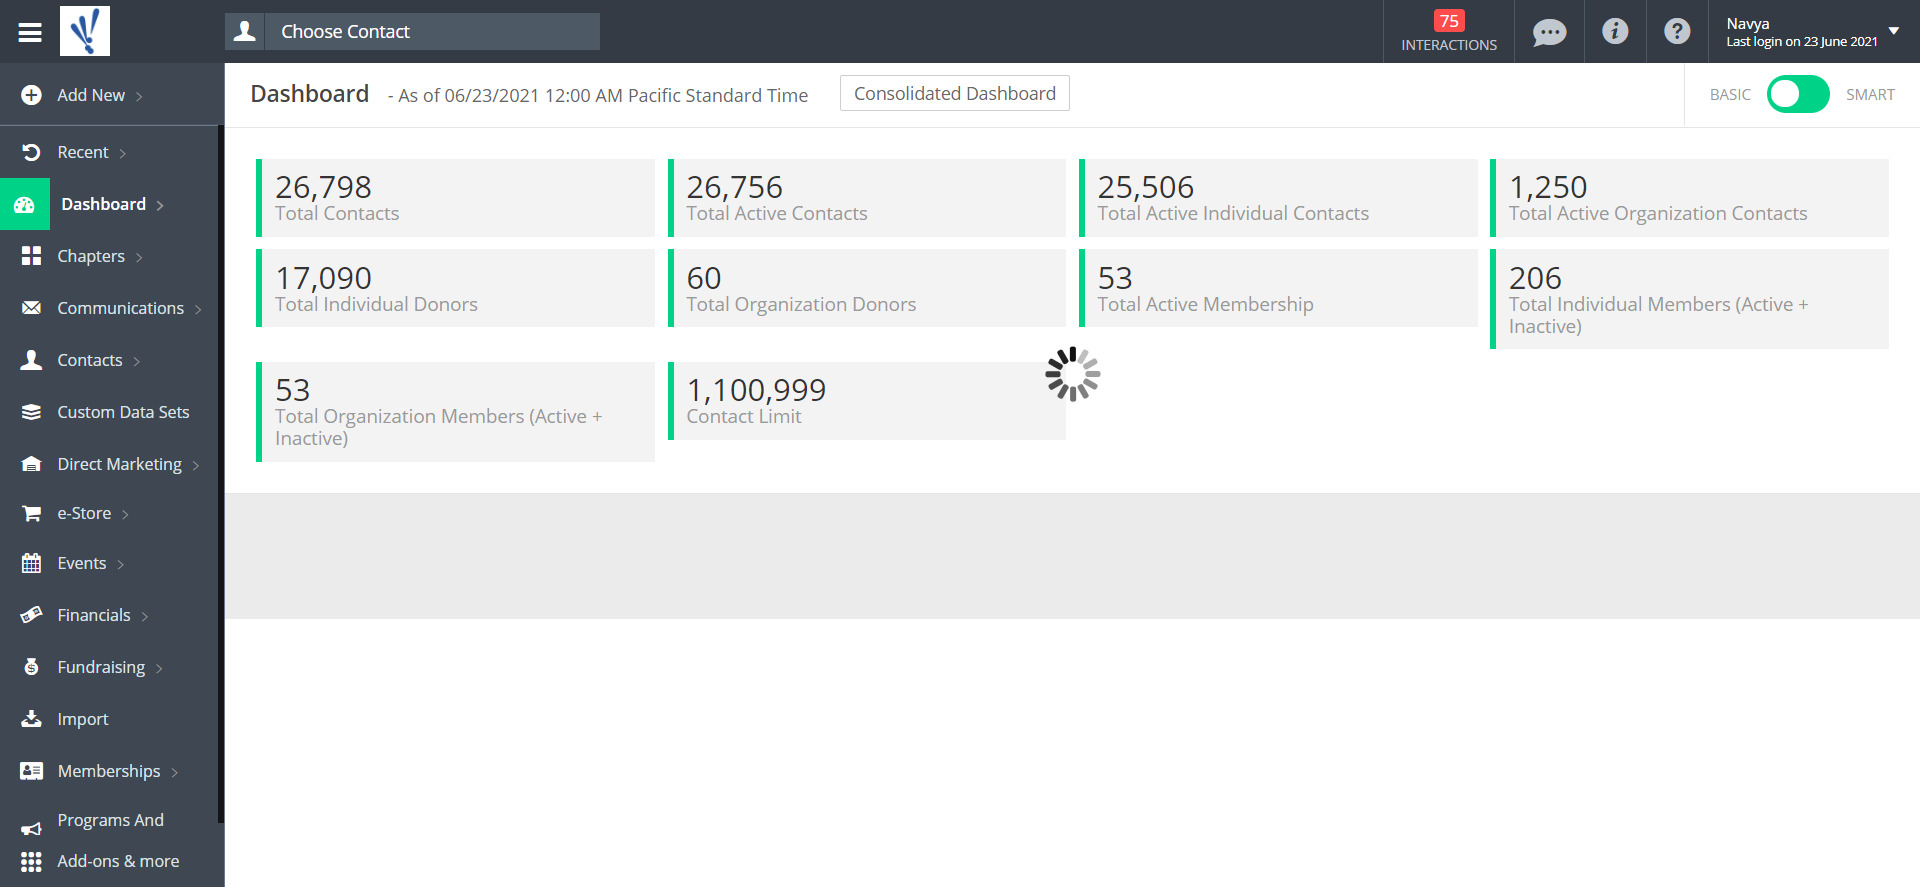 Choose Contact
75
INTERACTIONS
Navya
Last login on 23 June 2021
Add New
Recent
Dashboard
Chapters
Communications
Contacts
Custom Data Sets
Direct Marketing
e-Store
Events
Financials
Fundraising
Import
Memberships
Programs And
Add-ons & more
Dashboard - As of 06/23/2021 12:00 AM Pacific Standard Time
Consolidated Dashboard
BASIC
SMART
26,798
Total Contacts
26,756
Total Active Contacts
25,506
Total Active Individual Contacts
1,250
Total Active Organization Contacts
17,090
Total Individual Donors
60
Total Organization Donors
53
Total Active Membership
206
Total Individual Members (Active +
Inactive)
53
Total Organization Members (Active +
Inactive)
1,100,999
Contact Limit